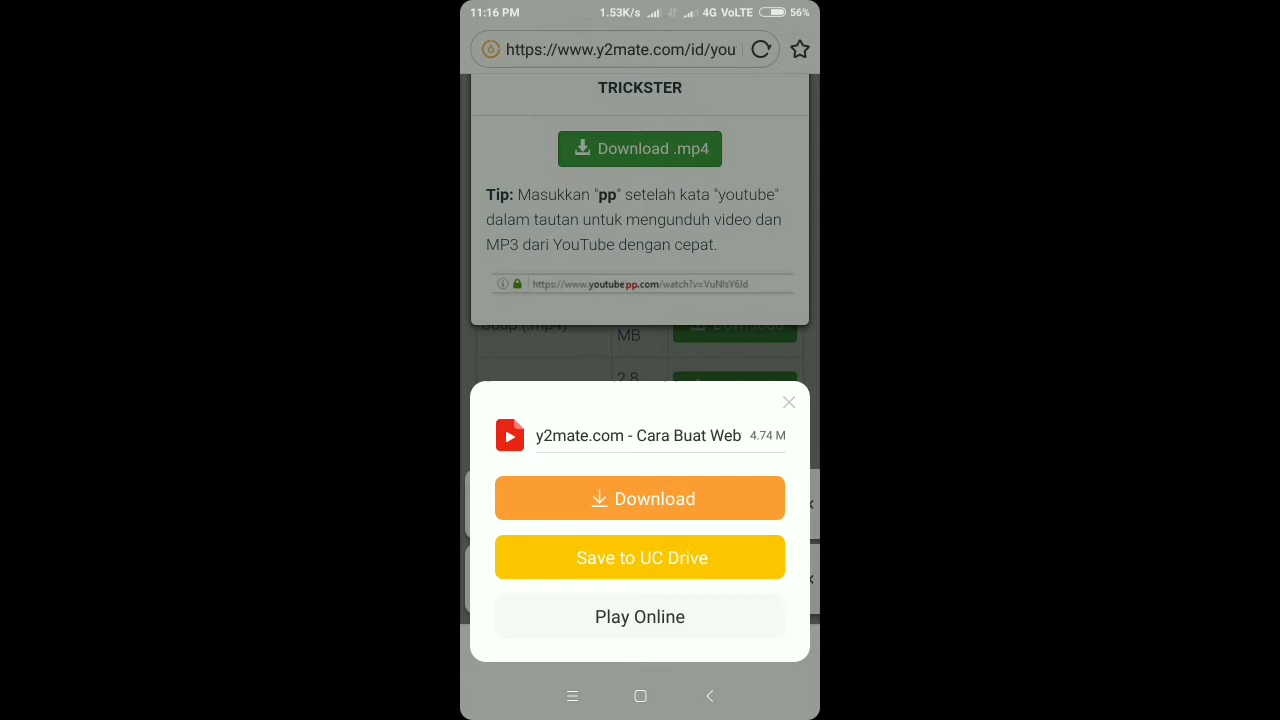 11:16 PM 1.53K/s 4G VoLTE 56%
https://www.y2mate.com/id/you
TRICKSTER
Download .mp4
Tip: Masukkan "pp" setelah kata "youtube"
dalam tautan untuk mengunduh video dan
MP3 dari YouTube dengan cepat.
https://www.youtubepp.com/watch?v=VuNIsY6Jd
MB
Download
2.8
y2mate.com - Cara Buat Web 4.74 M
Download
Save to UC Drive
Play Online